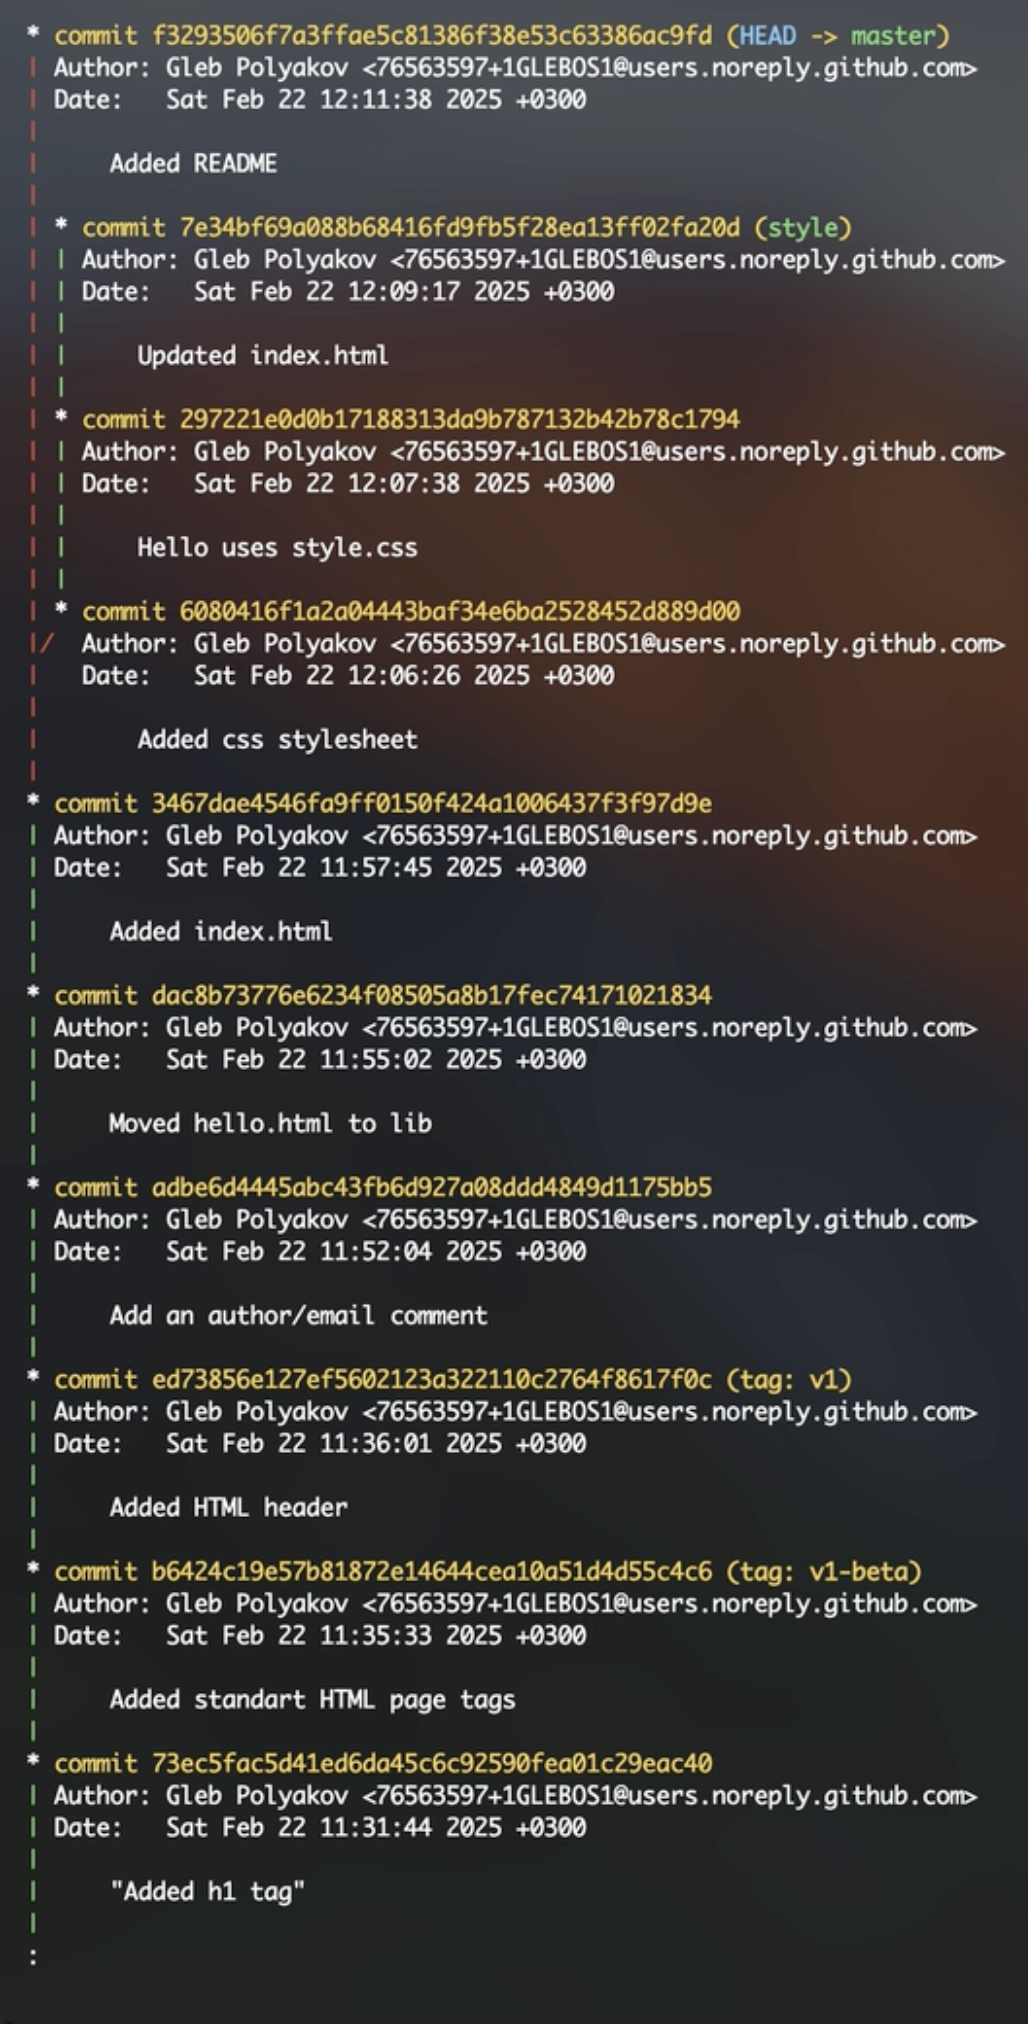 * commit f3293506f7a3ffae5c81386f38e53c63386ac9fd (HEAD -> master)
| Author: Gleb Polyakov <76563597+1GLEBOS1@users.noreply.github.com>
| Date:   Sat Feb 22 12:11:38 2025 +0300
|
|     Added README
|
| * commit 7e34bf69a088b68416fd9fb5f28ea13ff02fa20d (style)
| | Author: Gleb Polyakov <76563597+1GLEBOS1@users.noreply.github.com>
| | Date:   Sat Feb 22 12:09:17 2025 +0300
| |
| |     Updated index.html
| |
| * commit 297221e0d0b17188313da9b787132b42b78c1794
| | Author: Gleb Polyakov <76563597+1GLEBOS1@users.noreply.github.com>
| | Date:   Sat Feb 22 12:07:38 2025 +0300
| |
| |     Hello uses style.css
| |
| * commit 6080416f1a2a04443baf34e6ba2528452d889d00
|/  Author: Gleb Polyakov <76563597+1GLEBOS1@users.noreply.github.com>
|   Date:   Sat Feb 22 12:06:26 2025 +0300
|
|       Added css stylesheet
|
* commit 3467dae4546fa9ff0150f424a1006437f3f97d9e
| Author: Gleb Polyakov <76563597+1GLEBOS1@users.noreply.github.com>
| Date:   Sat Feb 22 11:57:45 2025 +0300
|
|     Added index.html
|
* commit dac8b73776e6234f08505a8b17fec74171021834
| Author: Gleb Polyakov <76563597+1GLEBOS1@users.noreply.github.com>
| Date:   Sat Feb 22 11:55:02 2025 +0300
|
|     Moved hello.html to lib
|
* commit adbe6d4445abc43fb6d927a08ddd4849d1175bb5
| Author: Gleb Polyakov <76563597+1GLEBOS1@users.noreply.github.com>
| Date:   Sat Feb 22 11:52:04 2025 +0300
|
|     Add an author/email comment
|
* commit ed73856e127ef5602123a322110c2764f8617f0c (tag: v1)
| Author: Gleb Polyakov <76563597+1GLEBOS1@users.noreply.github.com>
| Date:   Sat Feb 22 11:36:01 2025 +0300
|
|     Added HTML header
|
* commit b6424c19e57b81872e14644cea10a51d4d55c4c6 (tag: v1-beta)
| Author: Gleb Polyakov <76563597+1GLEBOS1@users.noreply.github.com>
| Date:   Sat Feb 22 11:35:33 2025 +0300
|
|     Added standart HTML page tags
|
* commit 73ec5fac5d41ed6da45c6c92590fea01c29eac40
| Author: Gleb Polyakov <76563597+1GLEBOS1@users.noreply.github.com>
| Date:   Sat Feb 22 11:31:44 2025 +0300
|
|     "Added h1 tag"
|
: